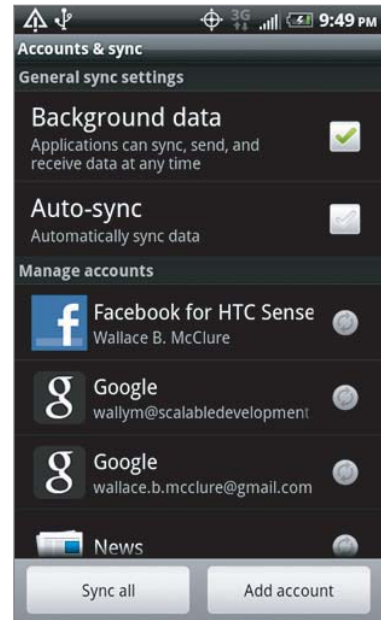 3G 9:49 PM
Accounts & sync
General sync settings
Background data
Applications can sync, send, and
receive data at any time
Auto-sync
Automatically sync data
Manage accounts
f Facebook for HTC Sense
Wallace B. McClure
g Google
wallym@scalabledevelopment
g Google
wallace.b.mcclure@gmail.com
News
Sync all Add account